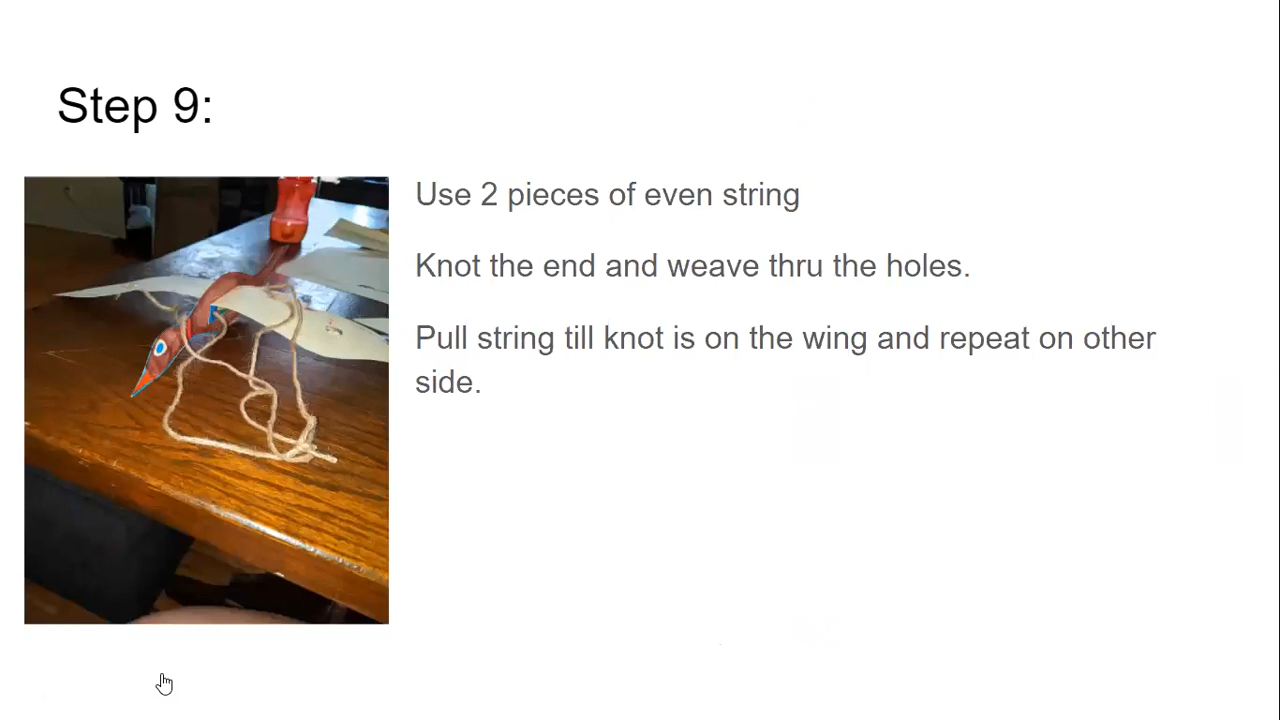 Step 9:
Use 2 pieces of even string
Knot the end and weave thru the holes.
Pull string till knot is on the wing and repeat on other
side.